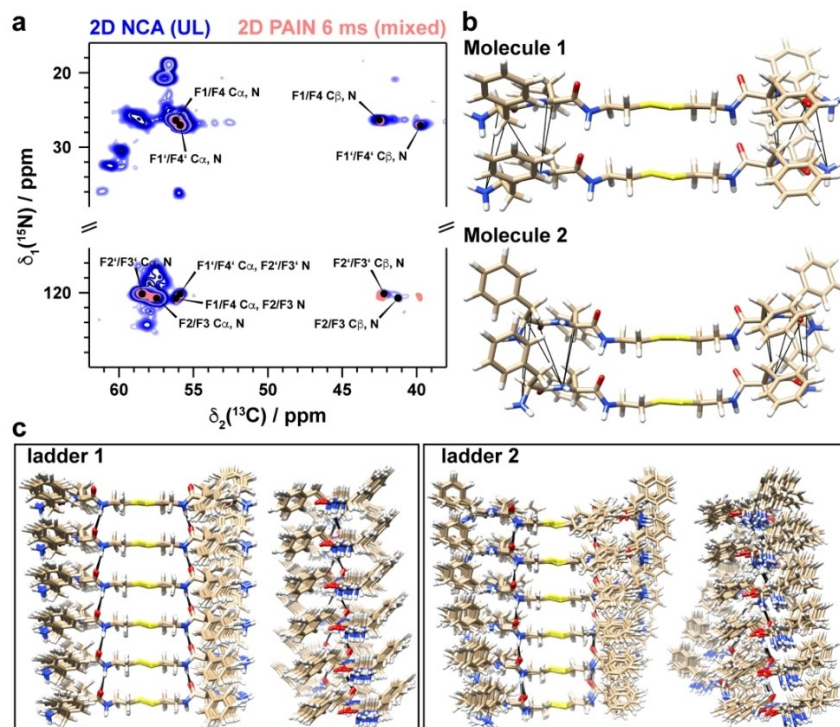 a
2D NCA (UL) 2D PAIN 6 ms (mixed)
20
30
120
δ1(15N) / ppm
F1/F4 Cα, N
F1'/F4' Cα, N
F1/F4 Cβ, N
F1'/F4' Cβ, N
F2'/F3' Cα, N
F1'/F4' Cα, F2'/F3' N
F1/F4 Cα, F2/F3 N
F2/F3 Cα, N
F2'/F3' Cβ, N
F2/F3 Cβ, N
60 55 50 45 40
δ2(13C) / ppm
b
Molecule 1
Molecule 2
c
ladder 1
ladder 2